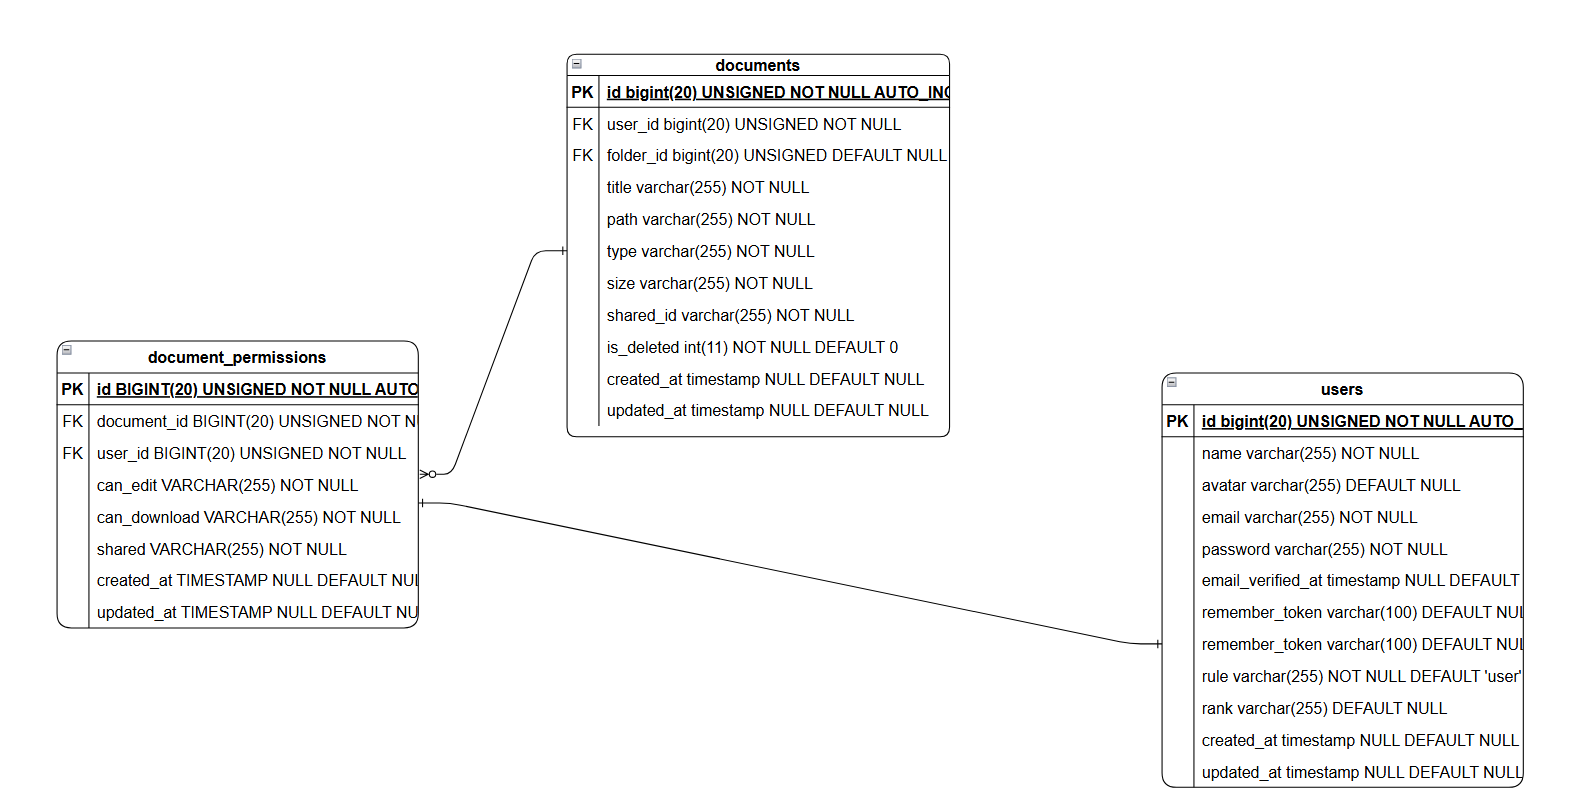 documents
PK id bigint(20) UNSIGNED NOT NULL AUTO_INC
FK user_id bigint(20) UNSIGNED NOT NULL
FK folder_id bigint(20) UNSIGNED DEFAULT NULL
title varchar(255) NOT NULL
path varchar(255) NOT NULL
type varchar(255) NOT NULL
size varchar(255) NOT NULL
shared_id varchar(255) NOT NULL
is_deleted int(11) NOT NULL DEFAULT 0
created_at timestamp NULL DEFAULT NULL
updated_at timestamp NULL DEFAULT NULL
document_permissions
PK id BIGINT(20) UNSIGNED NOT NULL AUTO
FK document_id BIGINT(20) UNSIGNED NOT N
FK user_id BIGINT(20) UNSIGNED NOT NULL
can_edit VARCHAR(255) NOT NULL
can_download VARCHAR(255) NOT NULL
shared VARCHAR(255) NOT NULL
created_at TIMESTAMP NULL DEFAULT NUL
updated_at TIMESTAMP NULL DEFAULT NU
users
PK id bigint(20) UNSIGNED NOT NULL AUTO_
name varchar(255) NOT NULL
avatar varchar(255) DEFAULT NULL
email varchar(255) NOT NULL
password varchar(255) NOT NULL
email_verified_at timestamp NULL DEFAULT
remember_token varchar(100) DEFAULT NUL
remember_token varchar(100) DEFAULT NUL
rule varchar(255) NOT NULL DEFAULT 'user'
rank varchar(255) DEFAULT NULL
created_at timestamp NULL DEFAULT NULL
updated_at timestamp NULL DEFAULT NULL